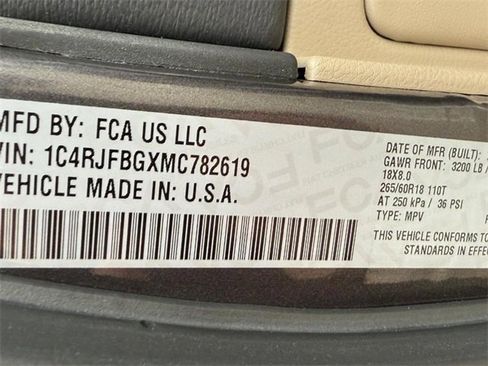 MFD BY: FCA US LLC
VIN: 1C4RJFBGXMC782619
VEHICLE MADE IN: U.S.A.
DATE OF MFR (BUILT):
GAWR FRONT: 3200 LB /
18X8.0
265/60R18 110T
AT 250 kPa / 36 PSI
TYPE: MPV
THIS VEHICLE CONFORMS TO
STANDARDS IN EFFE